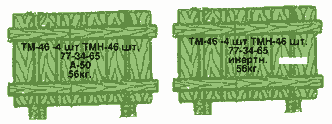 ТМ-46 -4 шт ТМН-46 шт.
77-34-65
А-50
56кг.
ТМ-46 -4 шт ТМН-46 шт.
77-34-65
инертн.
56кг.